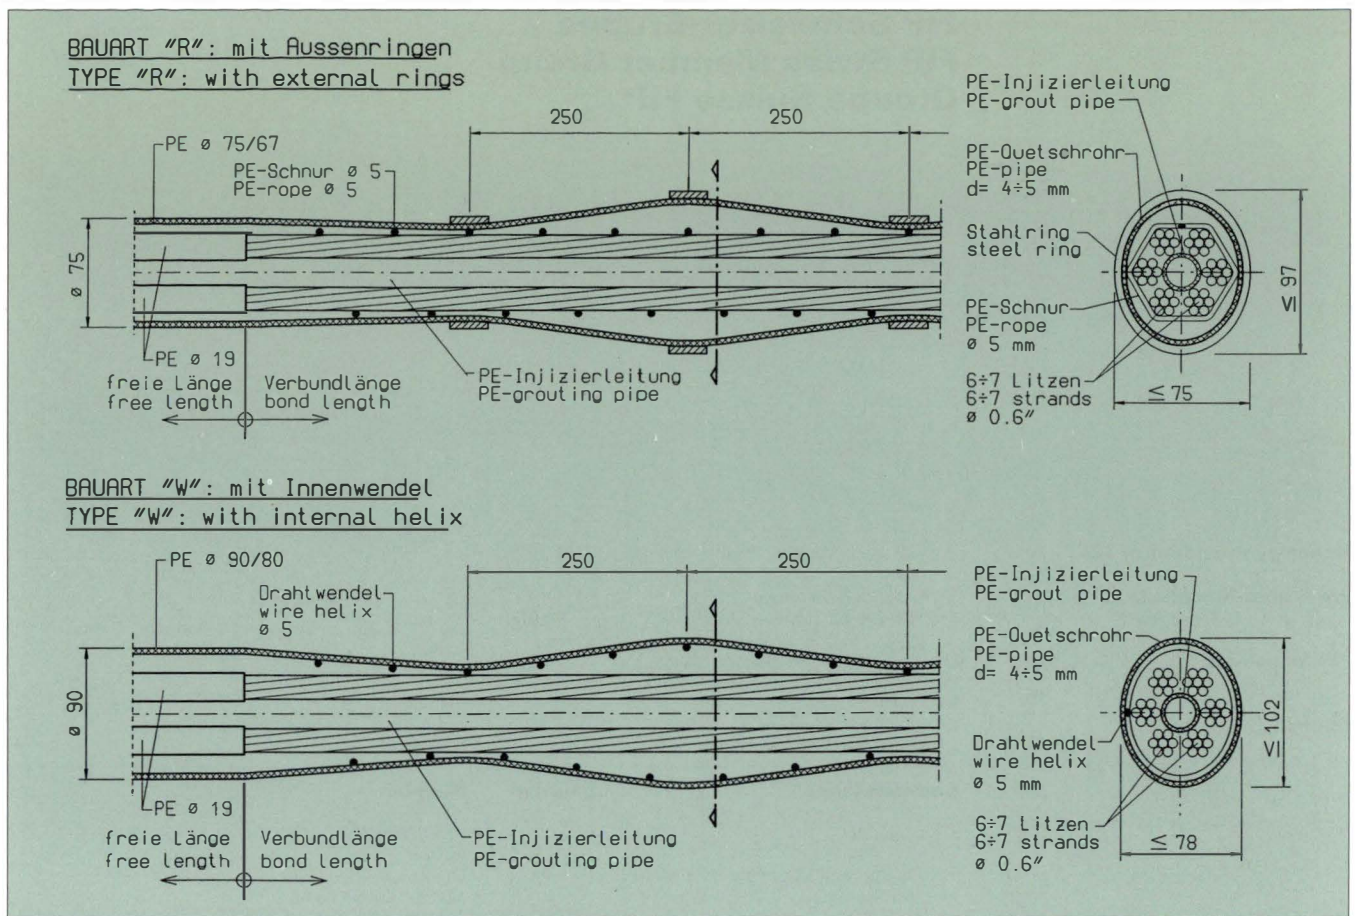 BAUART "R": mit Aussenringen
TYPE "R": with external rings
250
250
PE ø 75/67
PE-Schnur ø 5
PE-rope ø 5
ø 75
PE ø 19
freie Länge
free length
Verbundlänge
bond length
PE-Injizierleitung
PE-grouting pipe
PE-Injizierleitung
PE-grout pipe
PE-Quetschrohr
PE-pipe
d= 4÷5 mm
Stahlring
steel ring
PE-Schnur
PE-rope
ø 5 mm
6÷7 Litzen
6÷7 strands
ø 0.6"
≤ 97
≤ 75
BAUART "W": mit Innenwendel
TYPE "W": with internal helix
250
250
PE ø 90/80
Drahtwendel
wire helix
ø 5
ø 90
PE ø 19
freie Länge
free length
Verbundlänge
bond length
PE-Injizierleitung
PE-grouting pipe
PE-Injizierleitung
PE-grout pipe
PE-Quetschrohr
PE-pipe
d= 4÷5 mm
Drahtwendel
wire helix
ø 5 mm
6÷7 Litzen
6÷7 strands
ø 0.6"
≤ 102
≤ 78